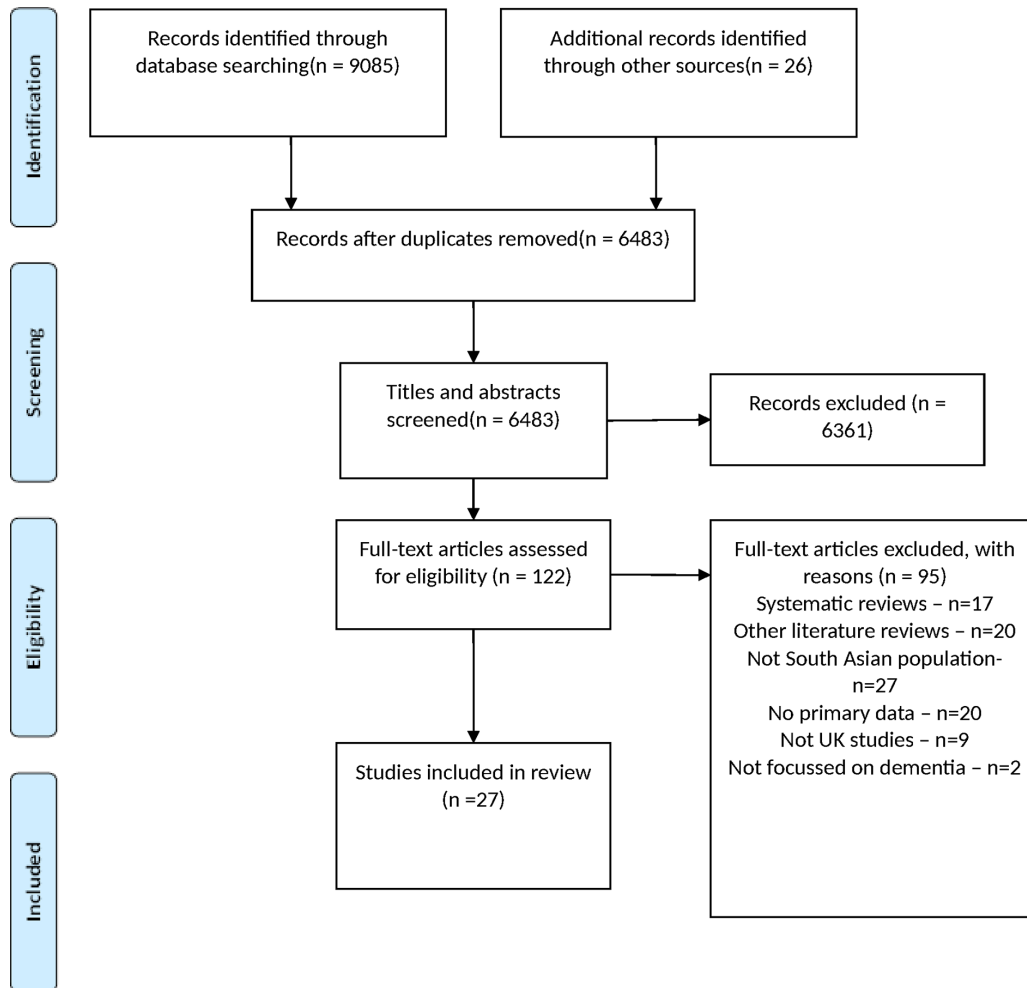 Identification
Records identified through
database searching(n = 9085)
Additional records identified
through other sources(n = 26)
Records after duplicates removed(n = 6483)
Screening
Titles and abstracts
screened(n = 6483)
Records excluded (n =
6361)
Eligibility
Full-text articles assessed
for eligibility (n = 122)
Full-text articles excluded, with
reasons (n = 95)
Systematic reviews – n=17
Other literature reviews – n=20
Not South Asian population-
n=27
No primary data – n=20
Not UK studies – n=9
Not focussed on dementia – n=2
Included
Studies included in review
(n =27)